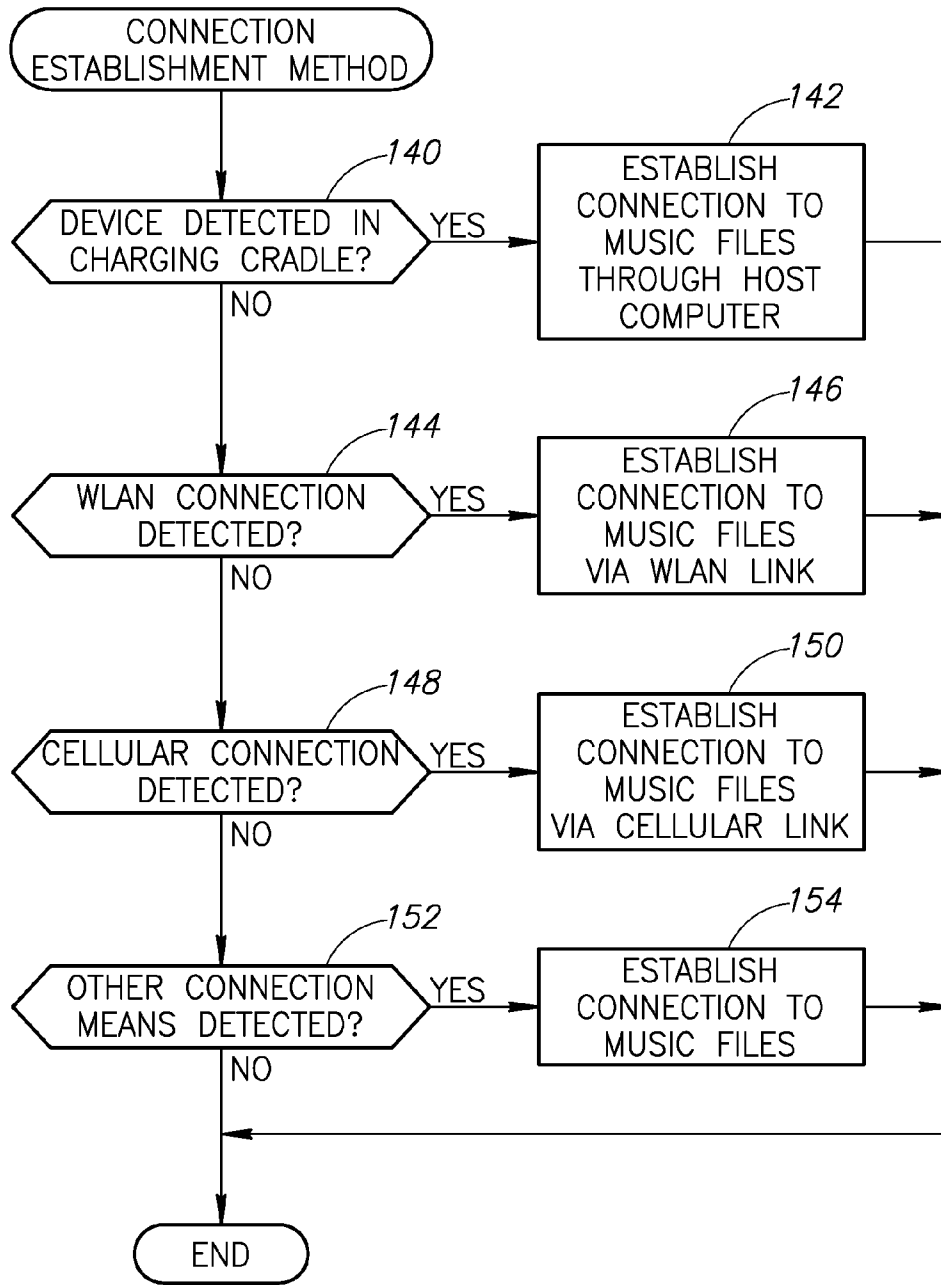 CONNECTION
ESTABLISHMENT METHOD
140
DEVICE DETECTED IN
CHARGING CRADLE?
YES
NO
142
ESTABLISH
CONNECTION TO
MUSIC FILES
THROUGH HOST
COMPUTER
144
WLAN CONNECTION
DETECTED?
YES
NO
146
ESTABLISH
CONNECTION TO
MUSIC FILES
VIA WLAN LINK
148
CELLULAR CONNECTION
DETECTED?
YES
NO
150
ESTABLISH
CONNECTION TO
MUSIC FILES
VIA CELLULAR LINK
152
OTHER CONNECTION
MEANS DETECTED?
YES
NO
154
ESTABLISH
CONNECTION TO
MUSIC FILES
END